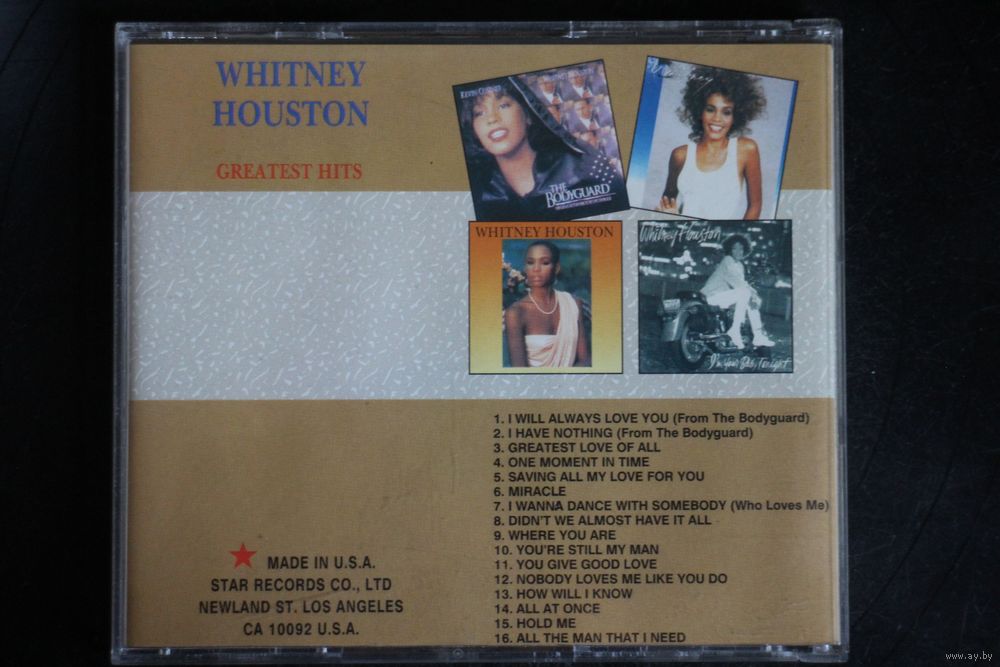 WHITNEY
HOUSTON
GREATEST HITS
THE
BODYGUARD
WHITNEY HOUSTON
Whitney Houston
I'm Your Baby Tonight
1. I WILL ALWAYS LOVE YOU (From The Bodyguard)
2. I HAVE NOTHING (From The Bodyguard)
3. GREATEST LOVE OF ALL
4. ONE MOMENT IN TIME
5. SAVING ALL MY LOVE FOR YOU
6. MIRACLE
7. I WANNA DANCE WITH SOMEBODY (Who Loves Me)
8. DIDN'T WE ALMOST HAVE IT ALL
9. WHERE YOU ARE
10. YOU'RE STILL MY MAN
11. YOU GIVE GOOD LOVE
12. NOBODY LOVES ME LIKE YOU DO
13. HOW WILL I KNOW
14. ALL AT ONCE
15. HOLD ME
16. ALL THE MAN THAT I NEED
MADE IN U.S.A.
STAR RECORDS CO., LTD
NEWLAND ST. LOS ANGELES
CA 10092 U.S.A.
www.ay.by